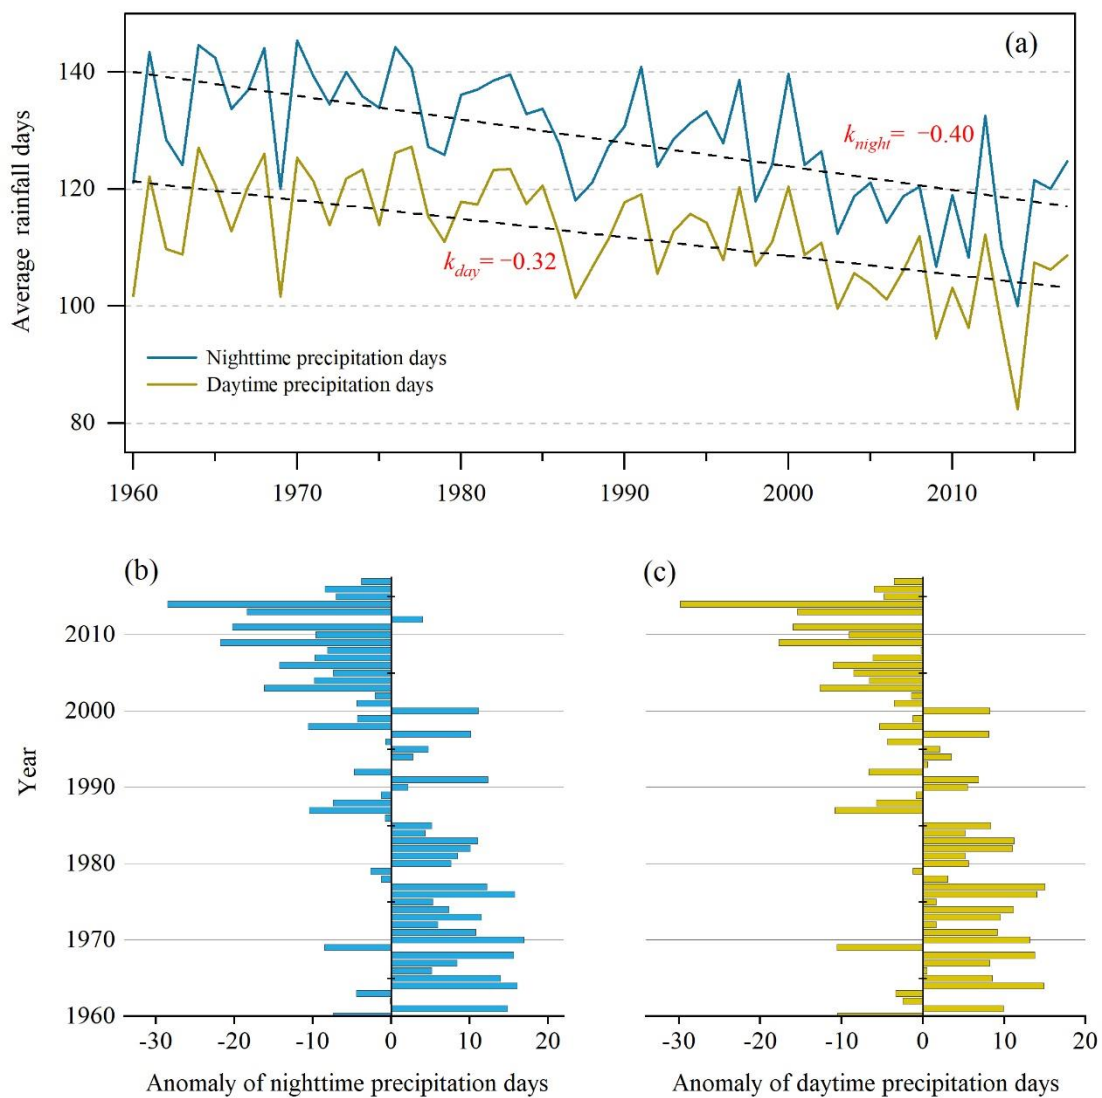 (a)
Average rainfall days
140
120
100
80
k_night = −0.40
k_day = −0.32
Nighttime precipitation days
Daytime precipitation days
1960 1970 1980 1990 2000 2010
(b)
Year
2010
2000
1990
1980
1970
1960
-30 -20 -10 0 10 20
Anomaly of nighttime precipitation days
(c)
-30 -20 -10 0 10 20
Anomaly of daytime precipitation days